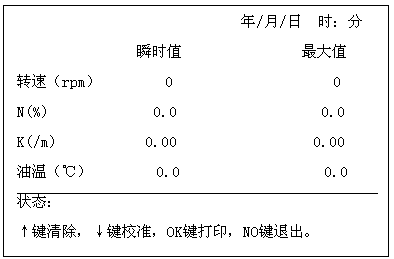 年/月/日 时：分
瞬时值 最大值
转速（rpm） 0 0
N(%) 0.0 0.0
K(/m) 0.00 0.00
油温（℃） 0.0 0.0
状态：
↑键清除，↓键校准，OK键打印，NO键退出。